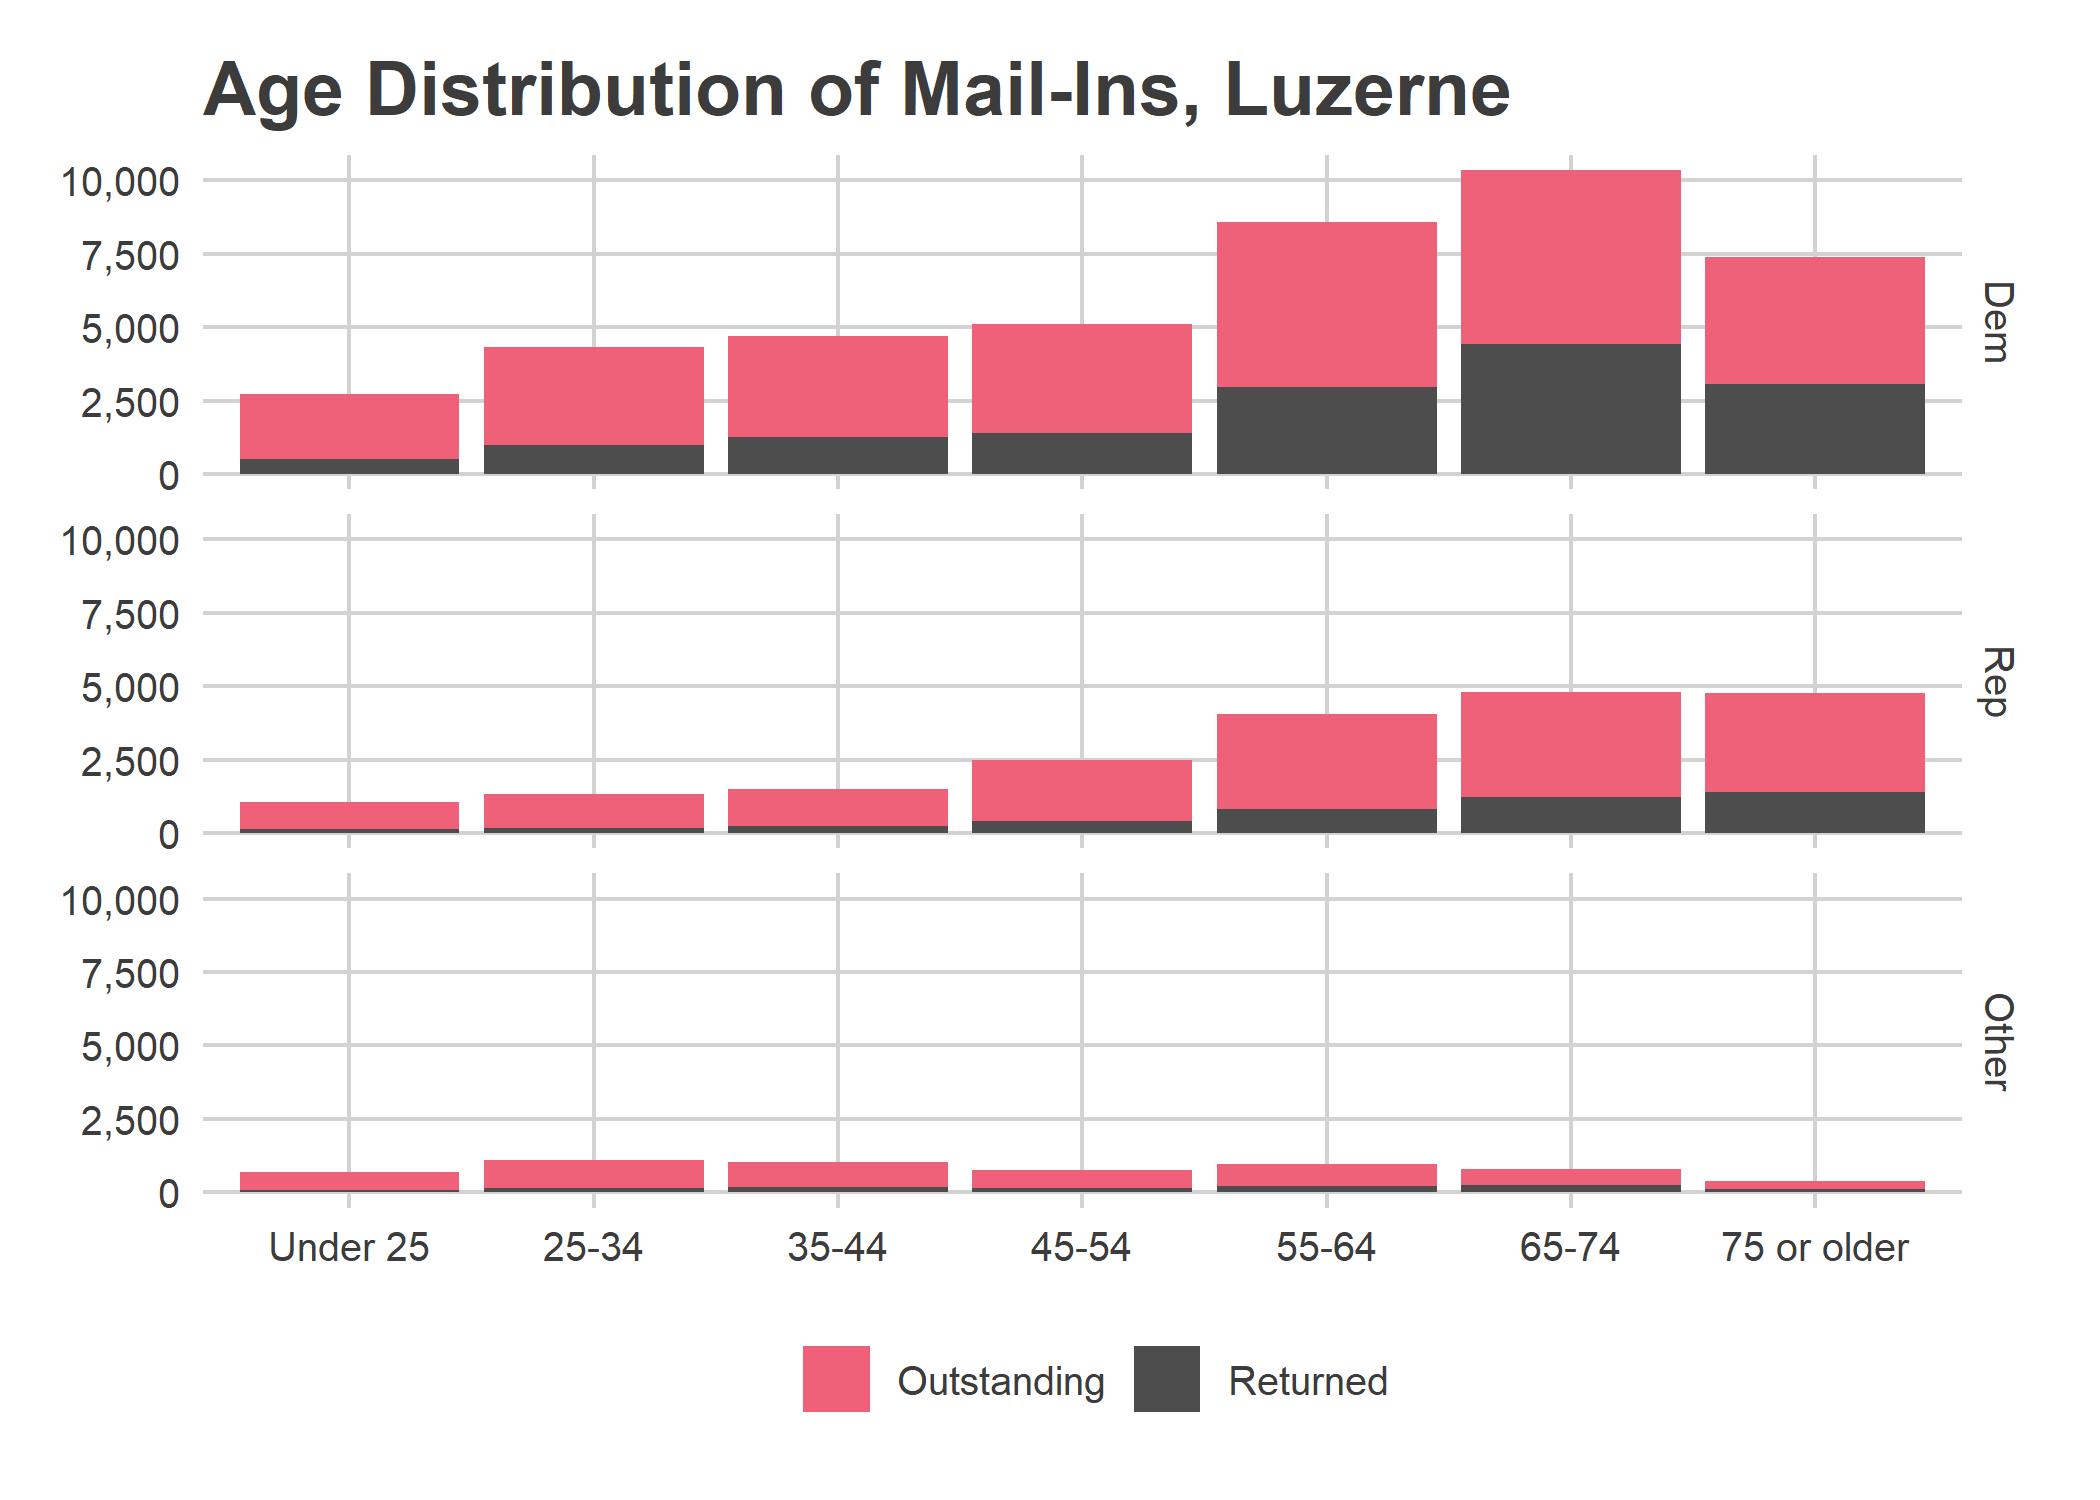 Age Distribution of Mail-Ins, Luzerne
10,000
7,500
5,000
2,500
0
Dem
10,000
7,500
5,000
2,500
0
Rep
10,000
7,500
5,000
2,500
0
Other
Under 25 25-34 35-44 45-54 55-64 65-74 75 or older
Outstanding Returned